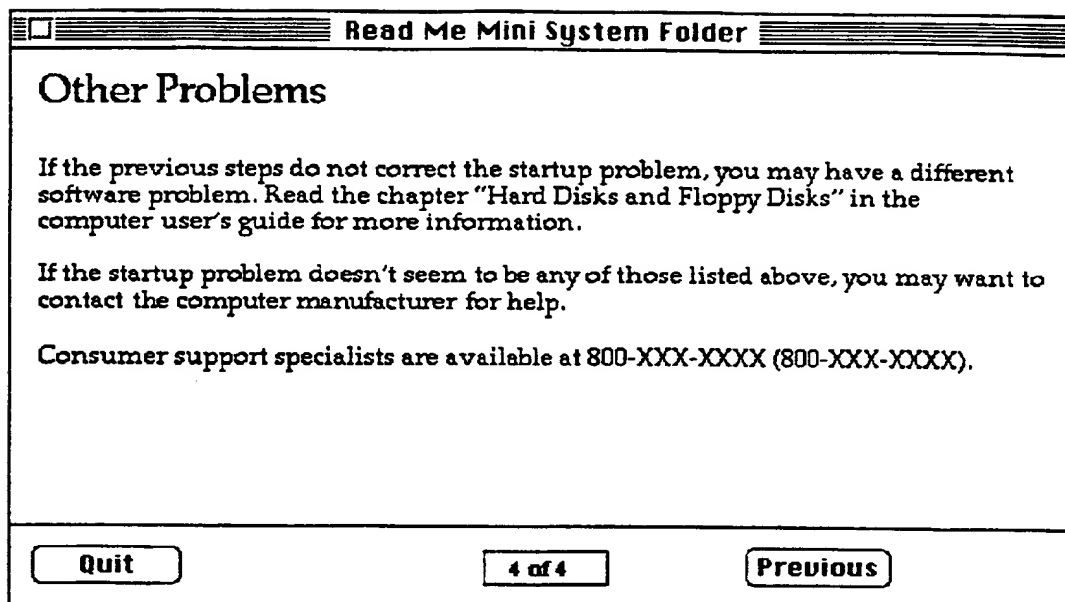 Read Me Mini System Folder
Other Problems
If the previous steps do not correct the startup problem, you may have a different
software problem. Read the chapter "Hard Disks and Floppy Disks" in the
computer user's guide for more information.
If the startup problem doesn't seem to be any of those listed above, you may want to
contact the computer manufacturer for help.
Consumer support specialists are available at 800-XXX-XXXX (800-XXX-XXXX).
Quit
4 of 4
Previous